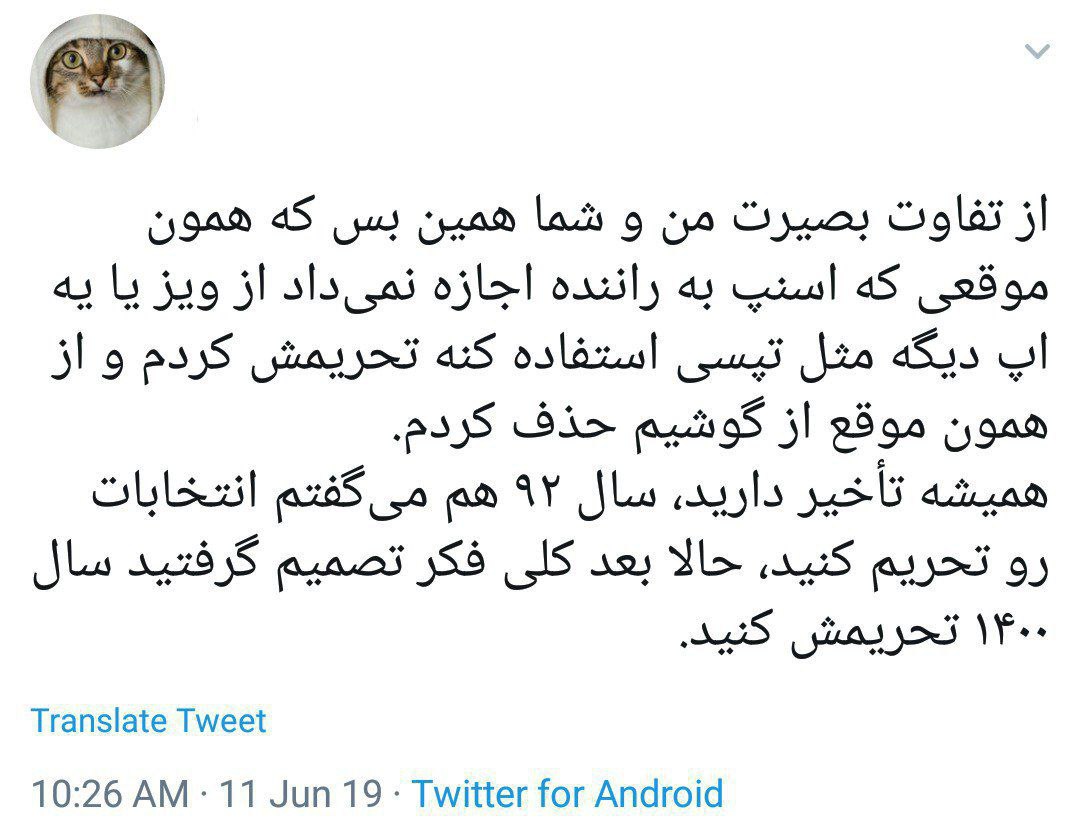 از تفاوت بصیرت من و شما همین بس که همون
موقعی که اسنپ به راننده اجازه نمی‌داد از ویز یا یه
اپ دیگه مثل تپسی استفاده کنه تحریمش کردم و از
همون موقع از گوشیم حذف کردم.
همیشه تأخیر دارید، سال ۹۲ هم می‌گفتم انتخابات
رو تحریم کنید، حالا بعد کلی فکر تصمیم گرفتید سال
۱۴۰۰ تحریمش کنید.
Translate Tweet
10:26 AM · 11 Jun 19 · Twitter for Android